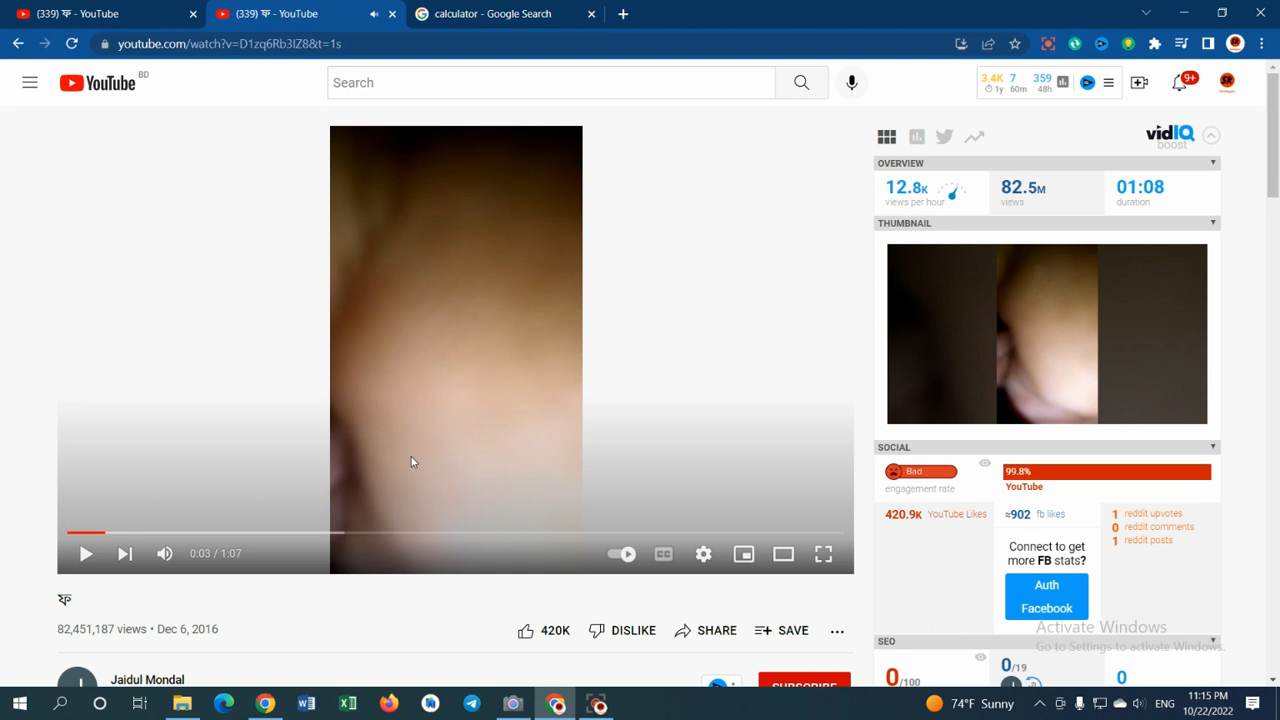 (339) ফ - YouTube
(339) ফ - YouTube
calculator - Google Search
youtube.com/watch?v=D1zq6Rb3IZ8&t=1s
YouTube BD
Search
3.4K 7 359
1y 60m 48h
9+
SK
vidIQ
boost
OVERVIEW
12.8K
views per hour
82.5M
views
01:08
duration
THUMBNAIL
SOCIAL
Bad
engagement rate
99.8%
YouTube
420.9K YouTube Likes
≈902 fb likes
Connect to get
more FB stats?
Auth
Facebook
1 reddit upvotes
0 reddit comments
1 reddit posts
SEO
0/100
0/19
0
0:03 / 1:07
CC
ফ
82,451,187 views • Dec 6, 2016
420K DISLIKE SHARE SAVE
J
Jaidul Mondal
SUBSCRIBE
Activate Windows
Go to Settings to activate Windows.
74°F Sunny
ENG
11:15 PM
10/22/2022